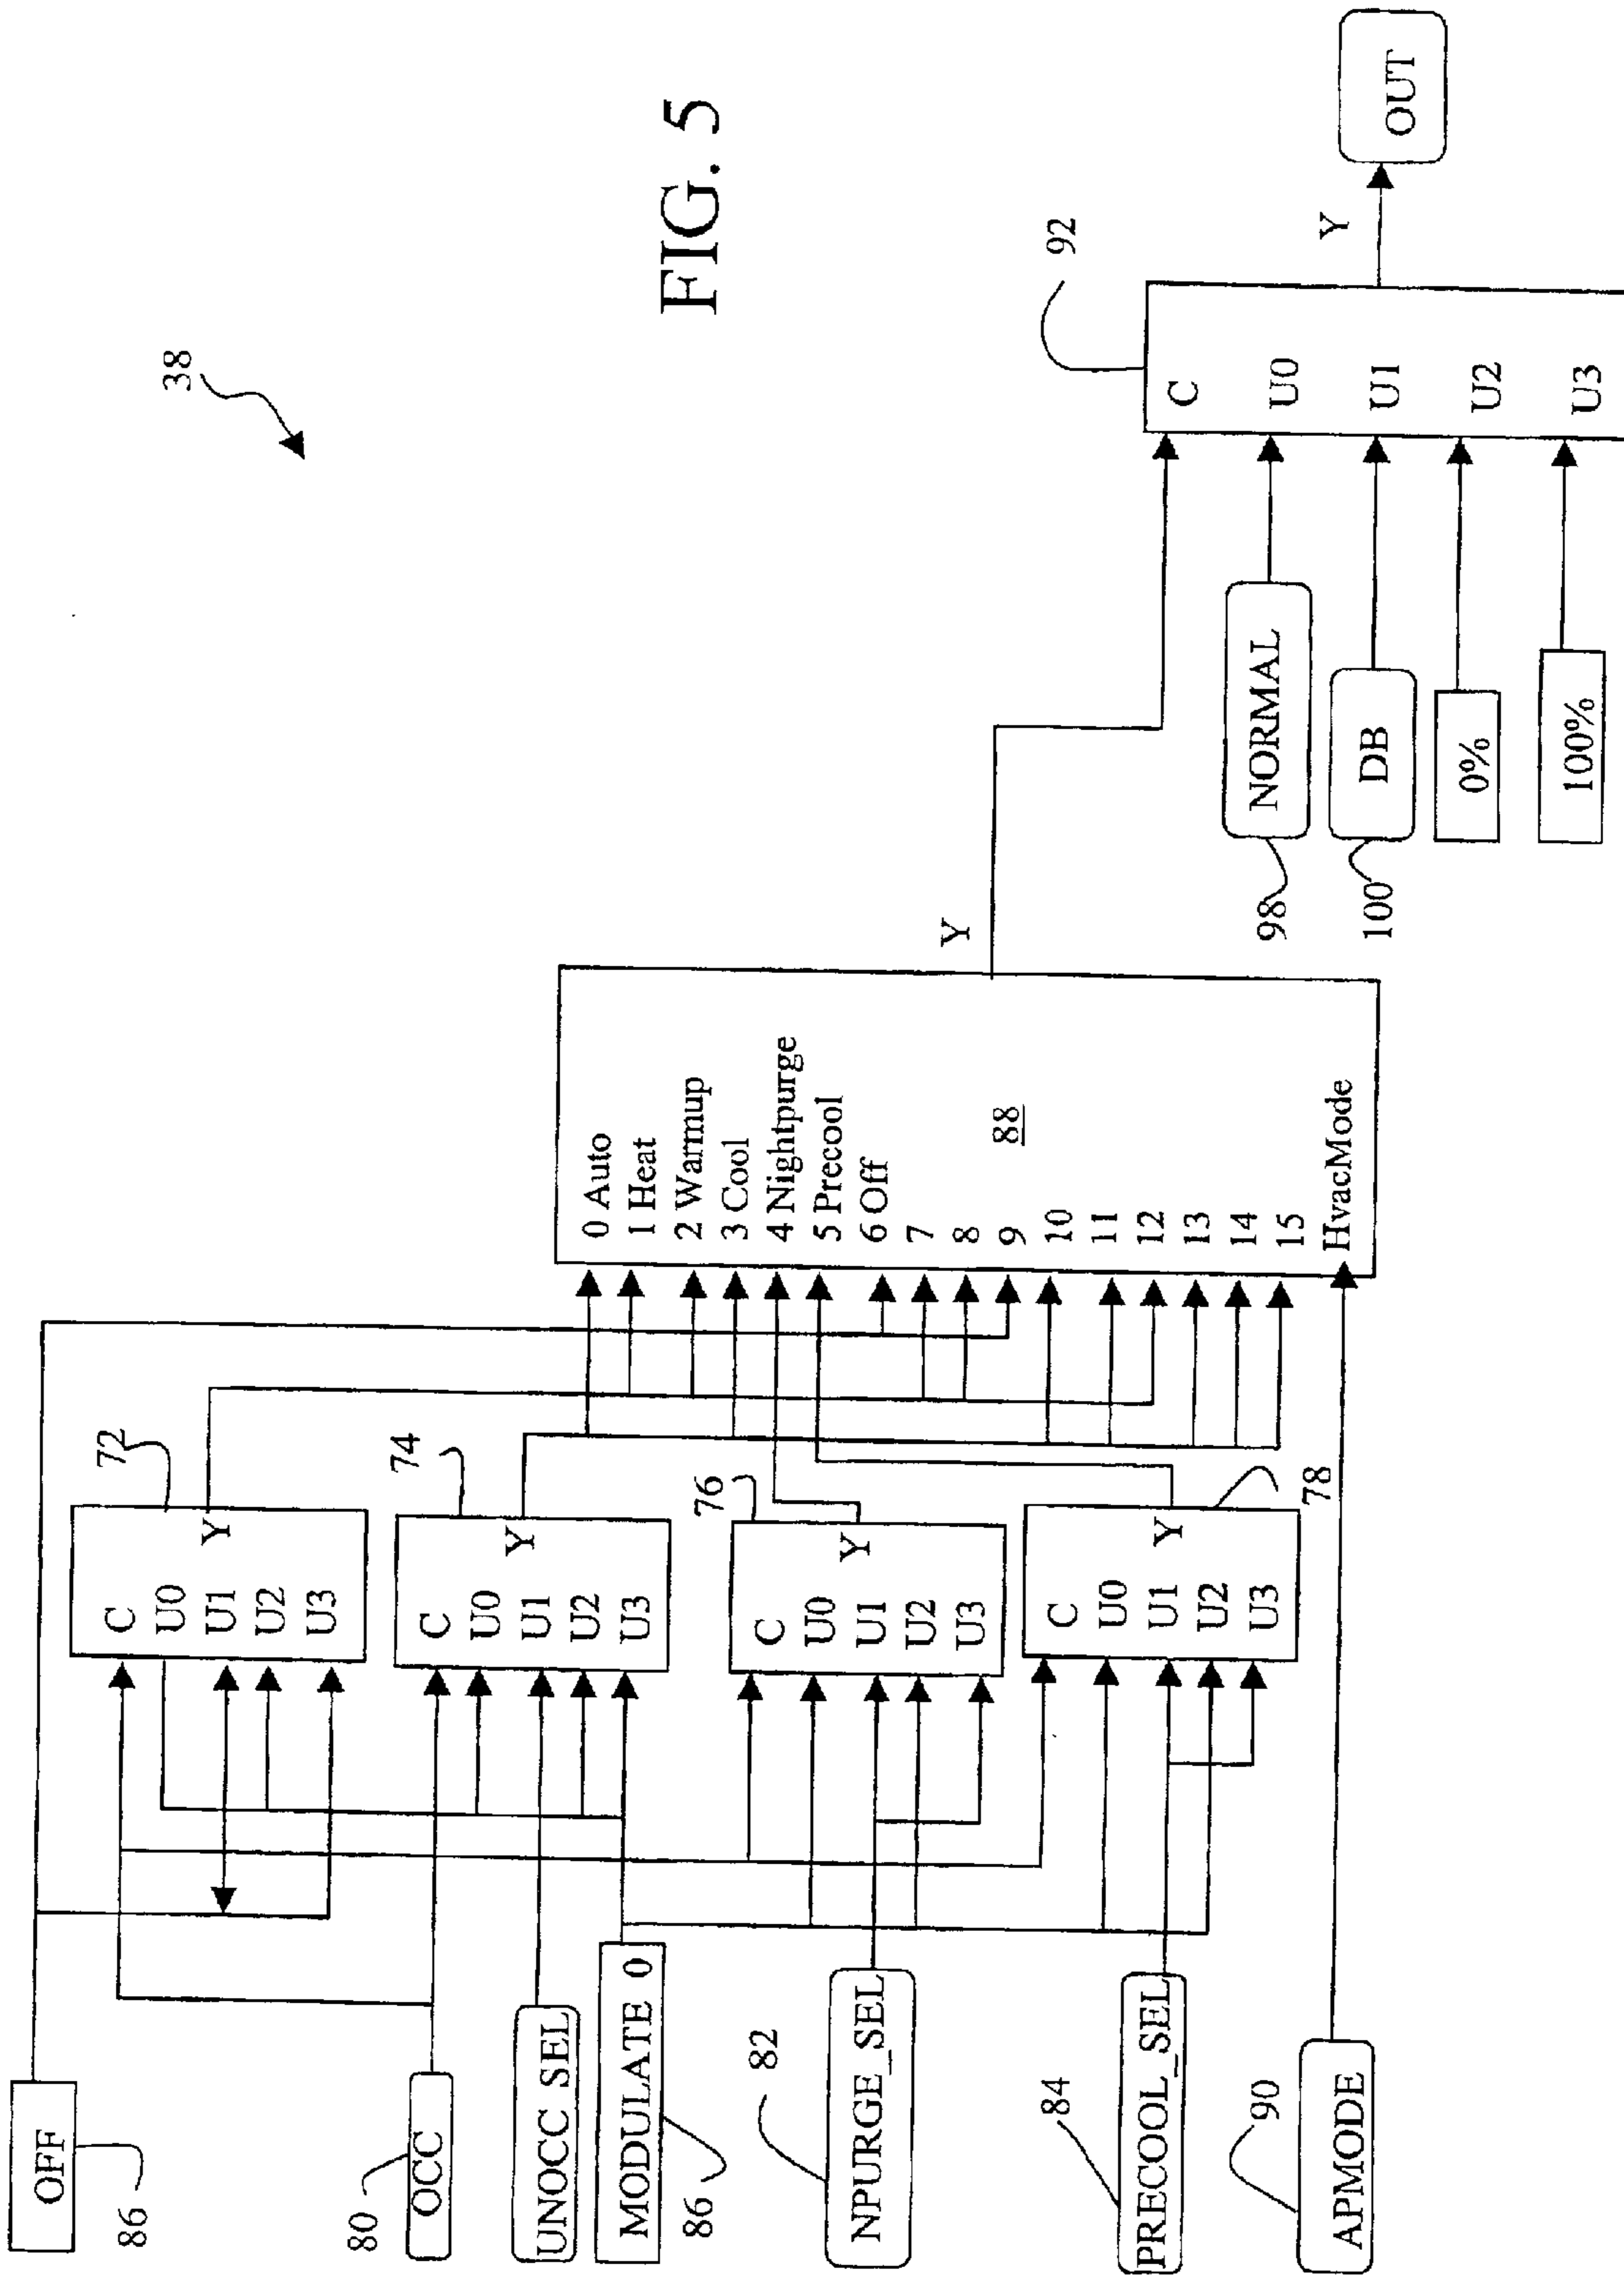 FIG. 5
38
OFF
86
80
OCC
UNOCC_SEL
MODULATE 0
86
82
NPURGE_SEL
84
PRECOOL_SEL
90
APMODE
72
C
U0
U1
U2
U3
Y
74
C
U0
U1
U2
U3
Y
76
C
U0
U1
U2
U3
Y
78
C
U0
U1
U2
U3
Y
0 Auto
1 Heat
2 Warmup
3 Cool
4 Nightpurge
5 Precool
6 Off
7
8
9
10
11
12
13
14
15
HvacMode
88
Y
98
NORMAL
100
DB
0%
100%
92
C
U0
U1
U2
U3
Y
OUT